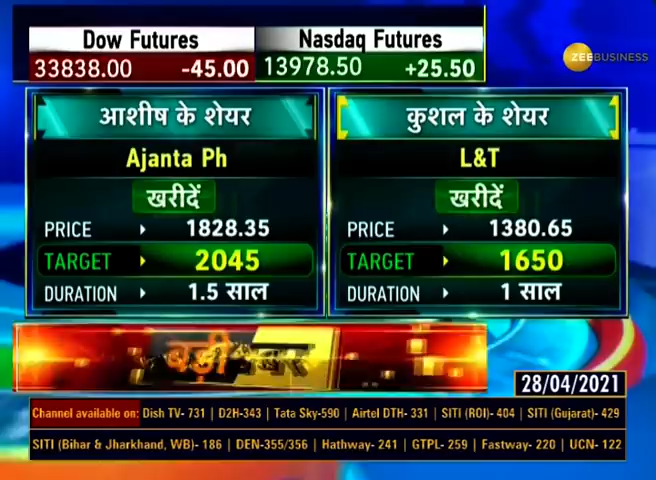 Dow Futures
33838.00 -45.00
Nasdaq Futures
13978.50 +25.50
ZEEBUSINESS
आशीष के शेयर
Ajanta Ph
खरीदें
PRICE 1828.35
TARGET 2045
DURATION 1.5 साल
कुशल के शेयर
L&T
खरीदें
PRICE 1380.65
TARGET 1650
DURATION 1 साल
बड़ी खबर
28/04/2021
Channel available on: Dish TV- 731 | D2H-343 | Tata Sky-590 | Airtel DTH- 331 | SITI (ROI)- 404 | SITI (Gujarat)- 429
SITI (Bihar & Jharkhand, WB)- 186 | DEN-355/356 | Hathway- 241 | GTPL- 259 | Fastway- 220 | UCN- 122